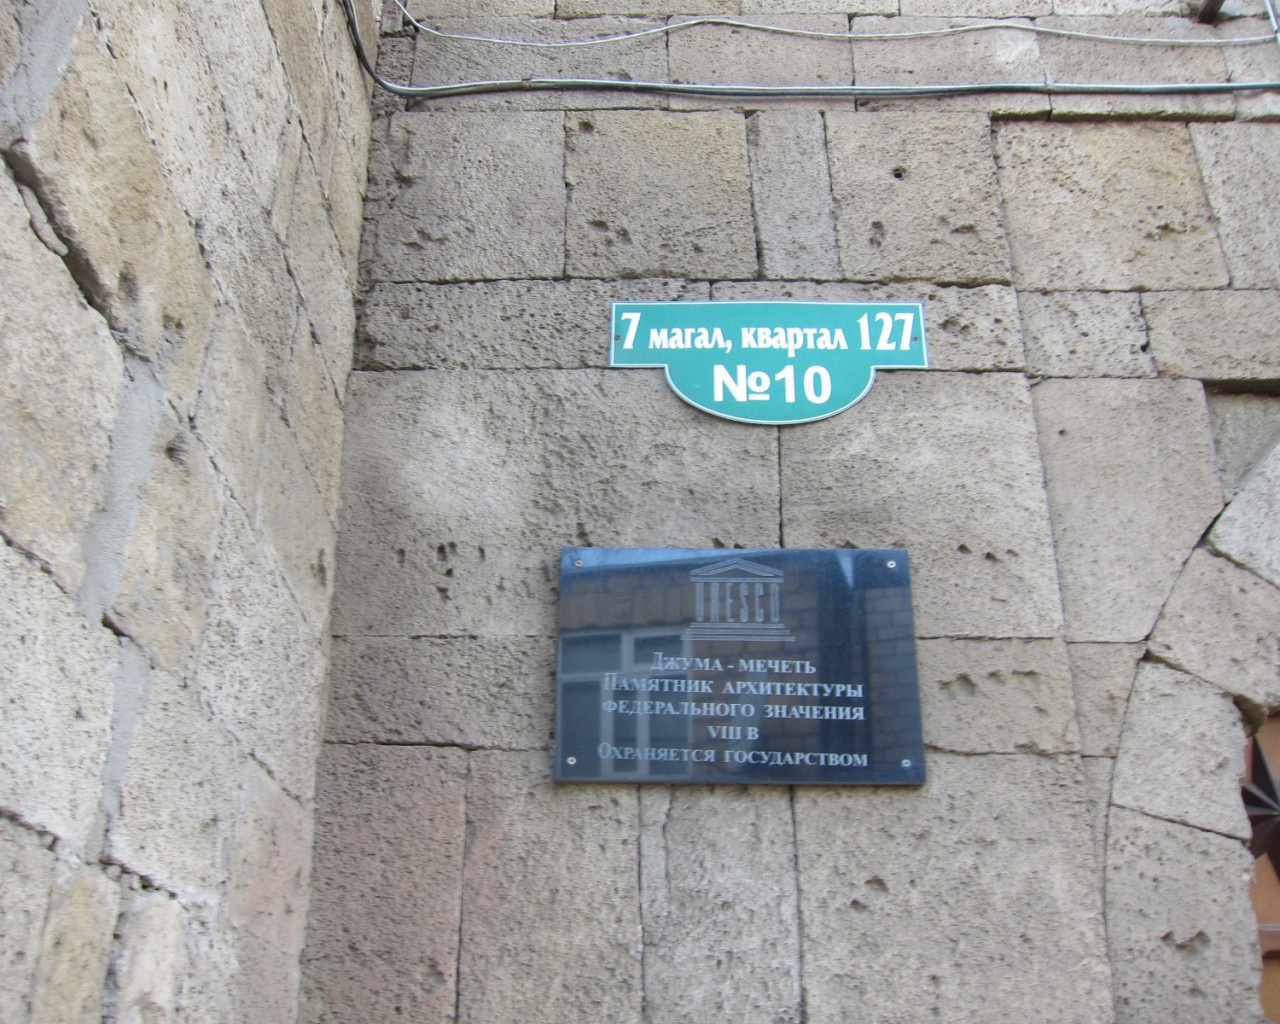 7 магал, квартал 127
№10
UNESCO
Джума - мечеть
Памятник архитектуры
федерального значения
VIII в
Охраняется государством